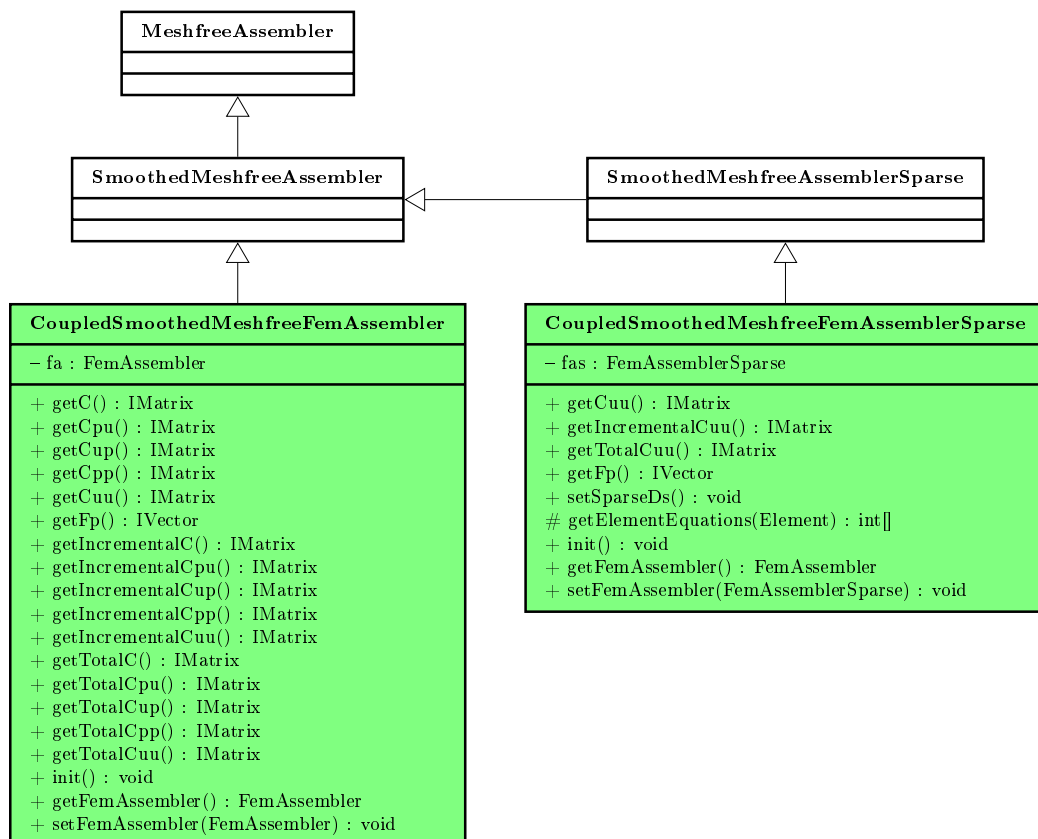 MeshfreeAssembler
SmoothedMeshfreeAssembler
SmoothedMeshfreeAssemblerSparse
CoupledSmoothedMeshfreeFemAssembler
– fa : FemAssembler
+ getC() : IMatrix
+ getCpu() : IMatrix
+ getCup() : IMatrix
+ getCpp() : IMatrix
+ getCuu() : IMatrix
+ getFp() : IVector
+ getIncrementalC() : IMatrix
+ getIncrementalCpu() : IMatrix
+ getIncrementalCup() : IMatrix
+ getIncrementalCpp() : IMatrix
+ getIncrementalCuu() : IMatrix
+ getTotalC() : IMatrix
+ getTotalCpu() : IMatrix
+ getTotalCup() : IMatrix
+ getTotalCpp() : IMatrix
+ getTotalCuu() : IMatrix
+ init() : void
+ getFemAssembler() : FemAssembler
+ setFemAssembler(FemAssembler) : void
CoupledSmoothedMeshfreeFemAssemblerSparse
– fas : FemAssemblerSparse
+ getCuu() : IMatrix
+ getIncrementalCuu() : IMatrix
+ getTotalCuu() : IMatrix
+ getFp() : IVector
+ setSparseDs() : void
# getElementEquations(Element) : int[]
+ init() : void
+ getFemAssembler() : FemAssembler
+ setFemAssembler(FemAssemblerSparse) : void